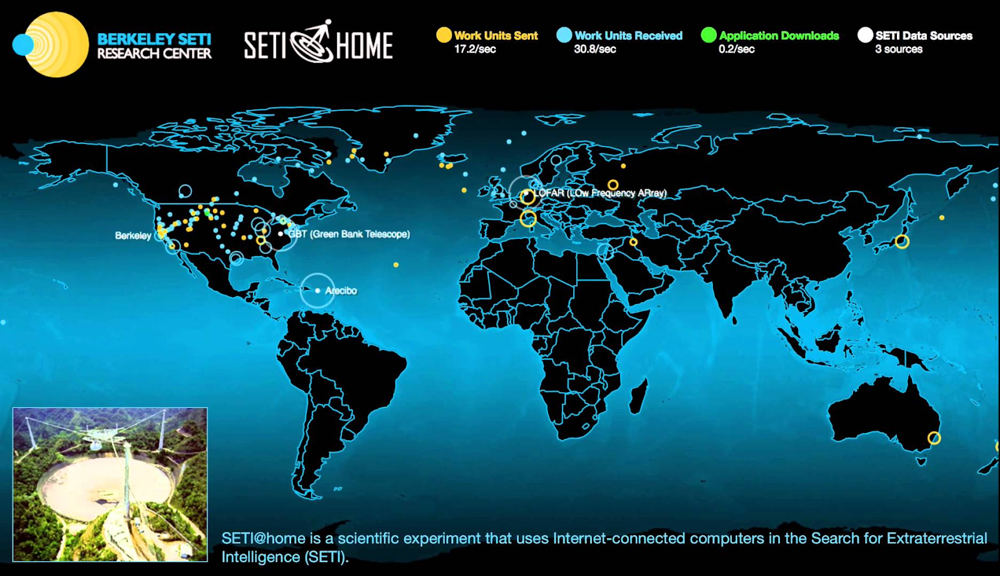 BERKELEY SETI
RESEARCH CENTER
SETI HOME
Work Units Sent
17.2/sec
Work Units Received
30.8/sec
Application Downloads
0.2/sec
SETI Data Sources
3 sources
LOFAR (LOw Frequency ARray)
Berkeley
GBT (Green Bank Telescope)
Arecibo
SETI@home is a scientific experiment that uses Internet-connected computers in the Search for Extraterrestrial
Intelligence (SETI).